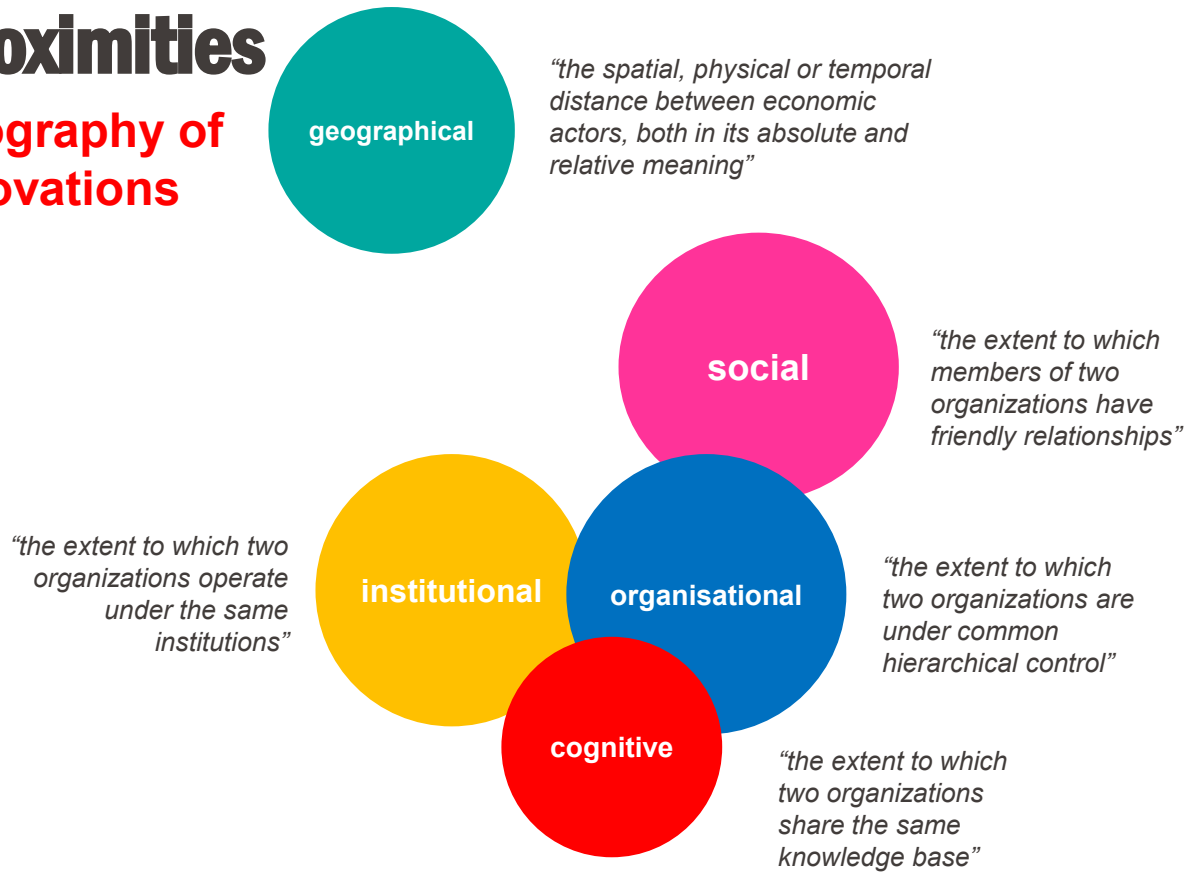 oximities
ography of
ovations
geographical
“the spatial, physical or temporal
distance between economic
actors, both in its absolute and
relative meaning”
social
“the extent to which
members of two
organizations have
friendly relationships”
institutional
“the extent to which two
organizations operate
under the same
institutions”
organisational
“the extent to which
two organizations are
under common
hierarchical control”
cognitive
“the extent to which
two organizations
share the same
knowledge base”